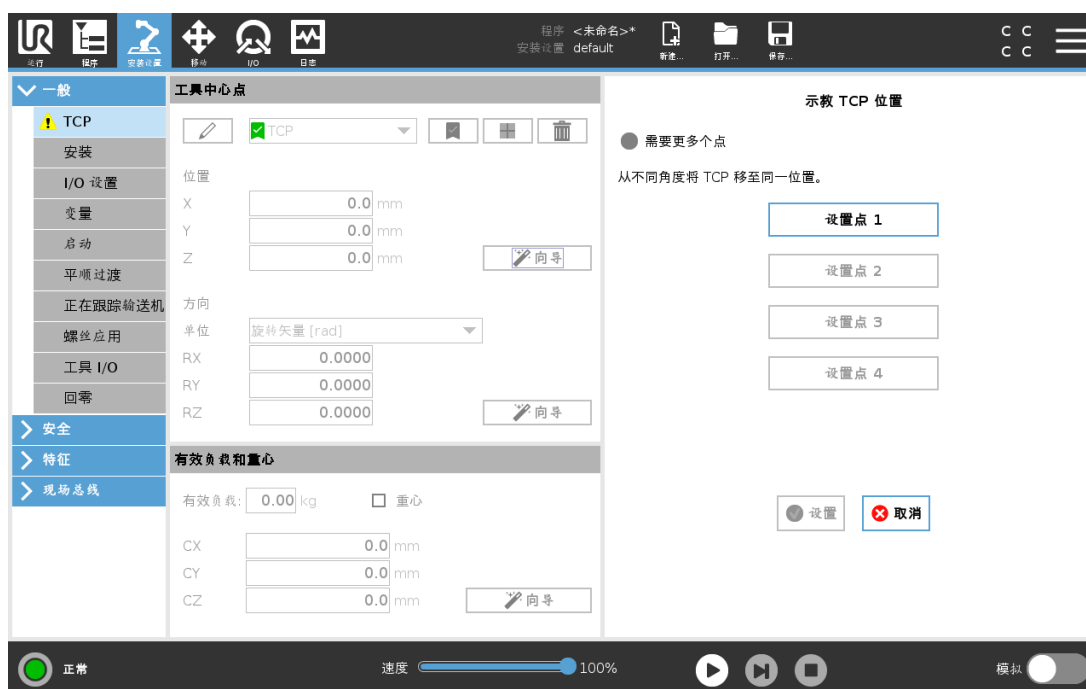 UR
程序 <未命名>*
安装设置 default
运行
程序
安装设置
移动
I/O
日志
新建...
打开...
保存...
C C
C C
一般
TCP
安装
I/O 设置
变量
启动
平顺过渡
正在跟踪输送机
螺丝应用
工具 I/O
回零
安全
特征
现场总线
工具中心点
TCP
位置
X 0.0 mm
Y 0.0 mm
Z 0.0 mm 向导
方向
单位 旋转矢量 [rad]
RX 0.0000
RY 0.0000
RZ 0.0000 向导
有效负载和重心
有效负载: 0.00 kg 重心
CX 0.0 mm
CY 0.0 mm
CZ 0.0 mm 向导
示教 TCP 位置
需要更多个点
从不同角度将 TCP 移至同一位置。
设置点 1
设置点 2
设置点 3
设置点 4
设置 取消
正常
速度 100%
模拟